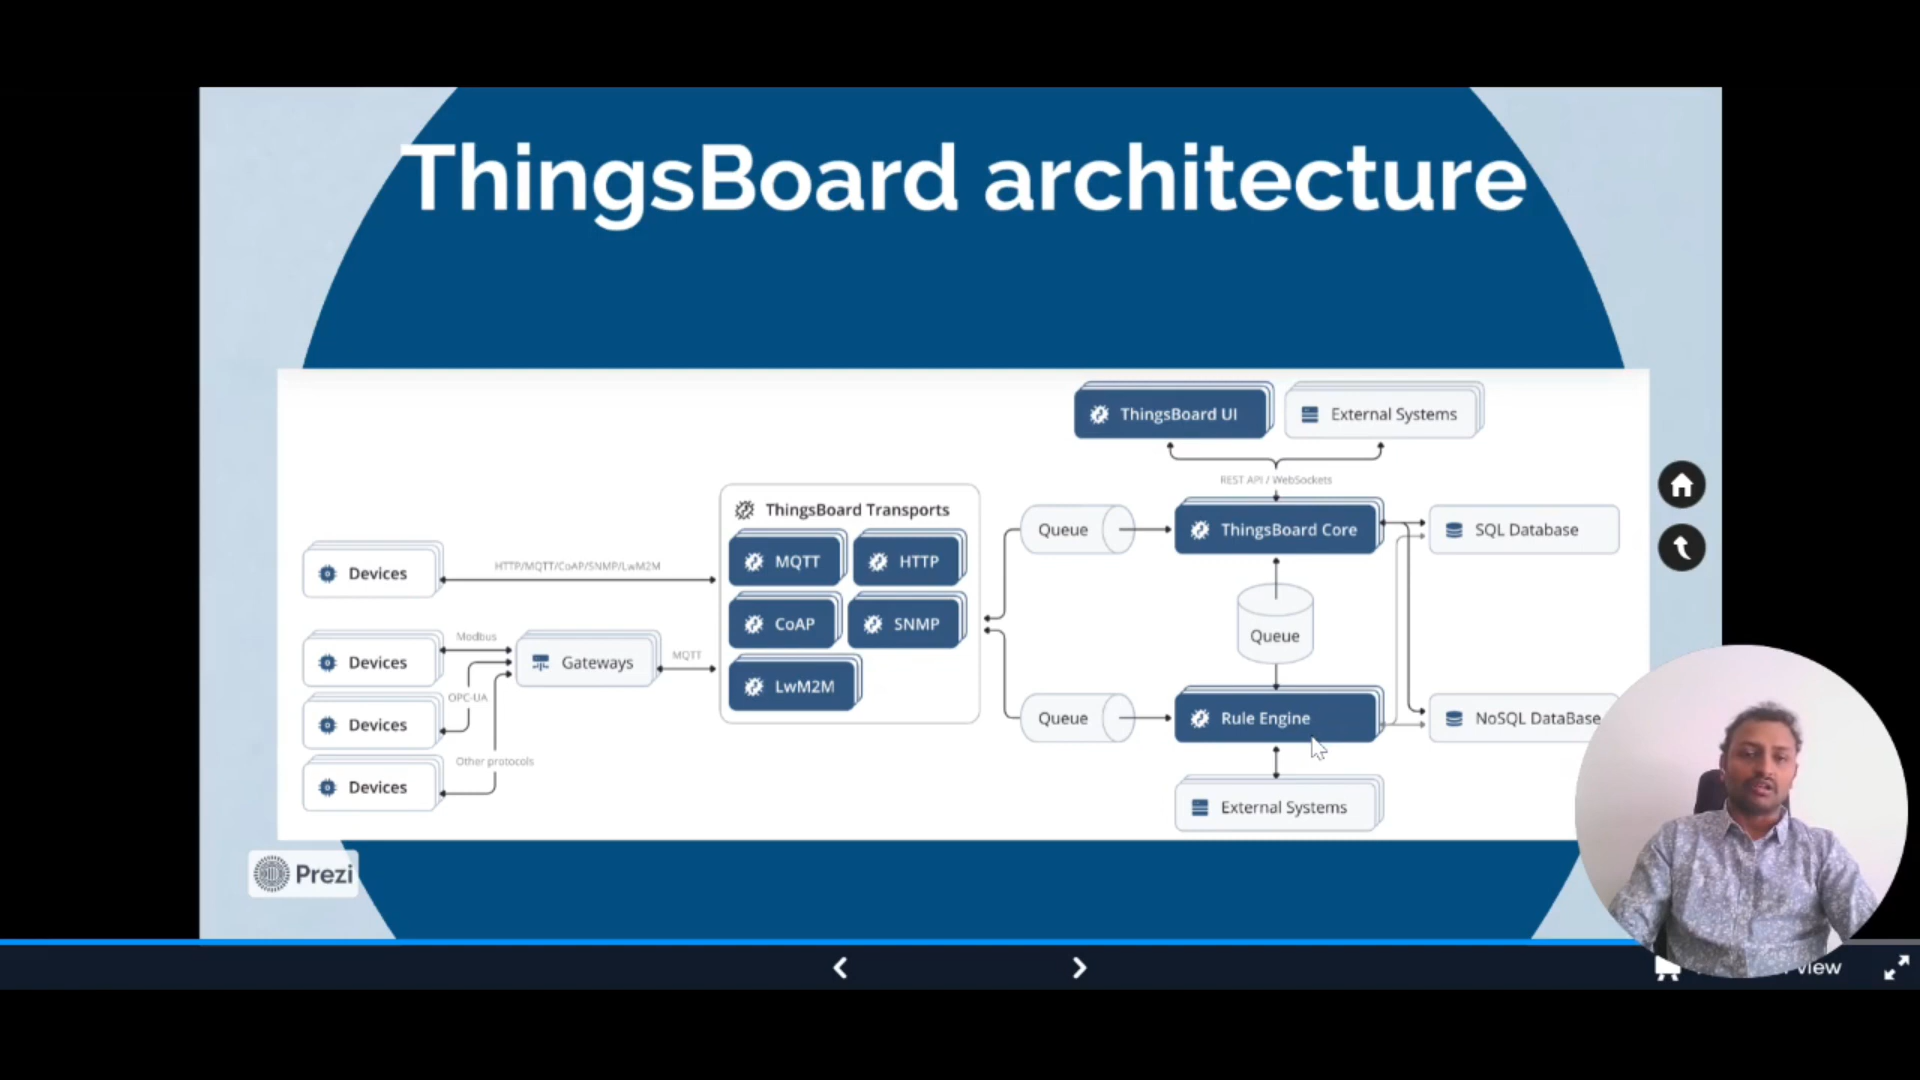 ThingsBoard architecture
ThingsBoard UI
External Systems
REST API / WebSockets
ThingsBoard Transports
MQTT
HTTP
CoAP
SNMP
LwM2M
Queue
ThingsBoard Core
SQL Database
Devices
HTTP/MQTT/CoAP/SNMP/LwM2M
Devices
Modbus
Gateways
MQTT
OPC-UA
Devices
Other protocols
Devices
Queue
Queue
Rule Engine
NoSQL DataBase
External Systems
Prezi
view